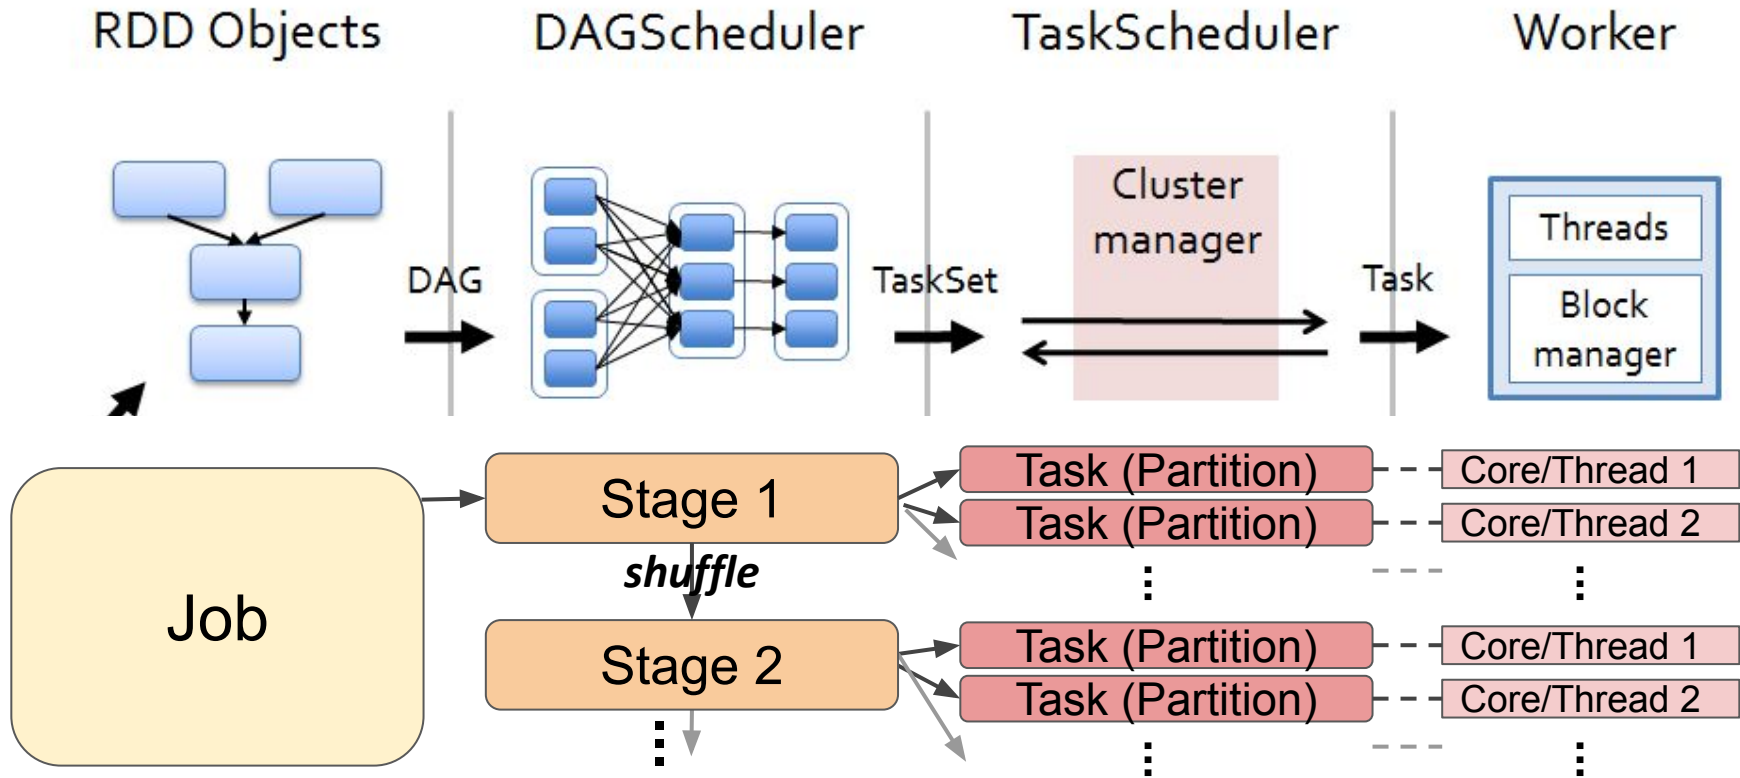 RDD Objects
DAGScheduler
TaskScheduler
Worker
DAG
TaskSet
Cluster
manager
Task
Threads
Block
manager
Job
Stage 1
shuffle
Stage 2
Task (Partition)
Core/Thread 1
Task (Partition)
Core/Thread 2
Task (Partition)
Core/Thread 1
Task (Partition)
Core/Thread 2